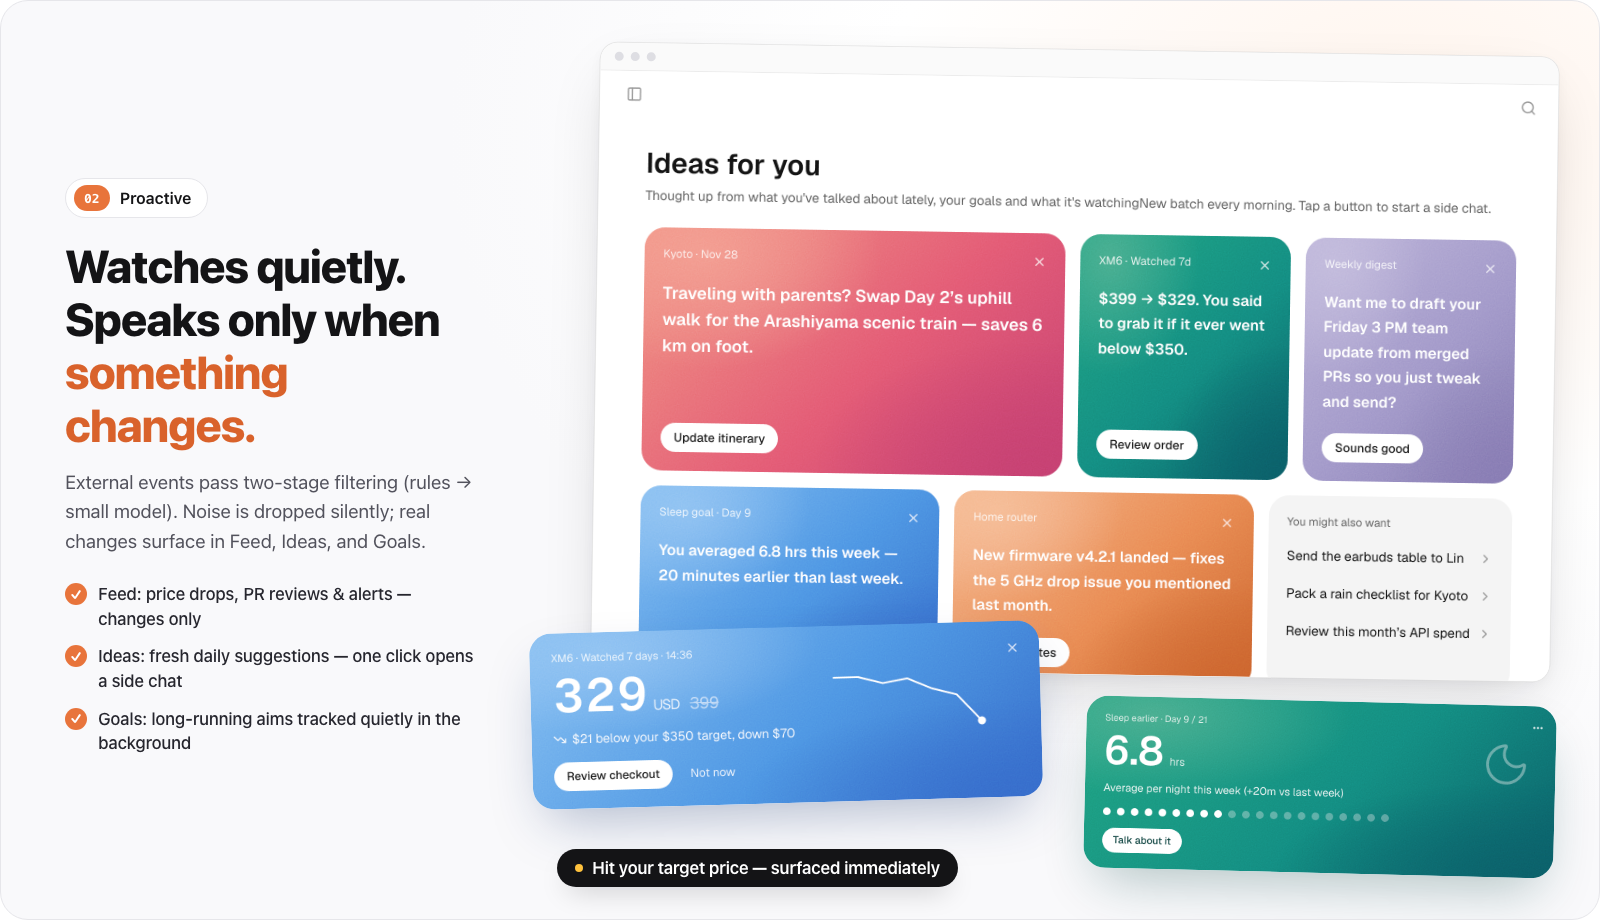 02 Proactive
Watches quietly.
Speaks only when
something
changes.
External events pass two-stage filtering (rules →
small model). Noise is dropped silently; real
changes surface in Feed, Ideas, and Goals.
Feed: price drops, PR reviews & alerts —
changes only
Ideas: fresh daily suggestions — one click opens
a side chat
Goals: long-running aims tracked quietly in the
background
Ideas for you
Thought up from what you've talked about lately, your goals and what it's watchingNew batch every morning. Tap a button to start a side chat.
Kyoto · Nov 28
Traveling with parents? Swap Day 2's uphill
walk for the Arashiyama scenic train — saves 6
km on foot.
Update itinerary
XM6 · Watched 7d
$399 → $329. You said
to grab it if it ever went
below $350.
Review order
Weekly digest
Want me to draft your
Friday 3 PM team
update from merged
PRs so you just tweak
and send?
Sounds good
Sleep goal · Day 9
You averaged 6.8 hrs this week —
20 minutes earlier than last week.
Home router
New firmware v4.2.1 landed — fixes
the 5 GHz drop issue you mentioned
last month.
You might also want
Send the earbuds table to Lin
Pack a rain checklist for Kyoto
Review this month's API spend
XM6 · Watched 7 days · 14:36
329 USD 399
$21 below your $350 target, down $70
Review checkout Not now
Sleep earlier · Day 9 / 21
6.8 hrs
Average per night this week (+20m vs last week)
Talk about it
Hit your target price — surfaced immediately